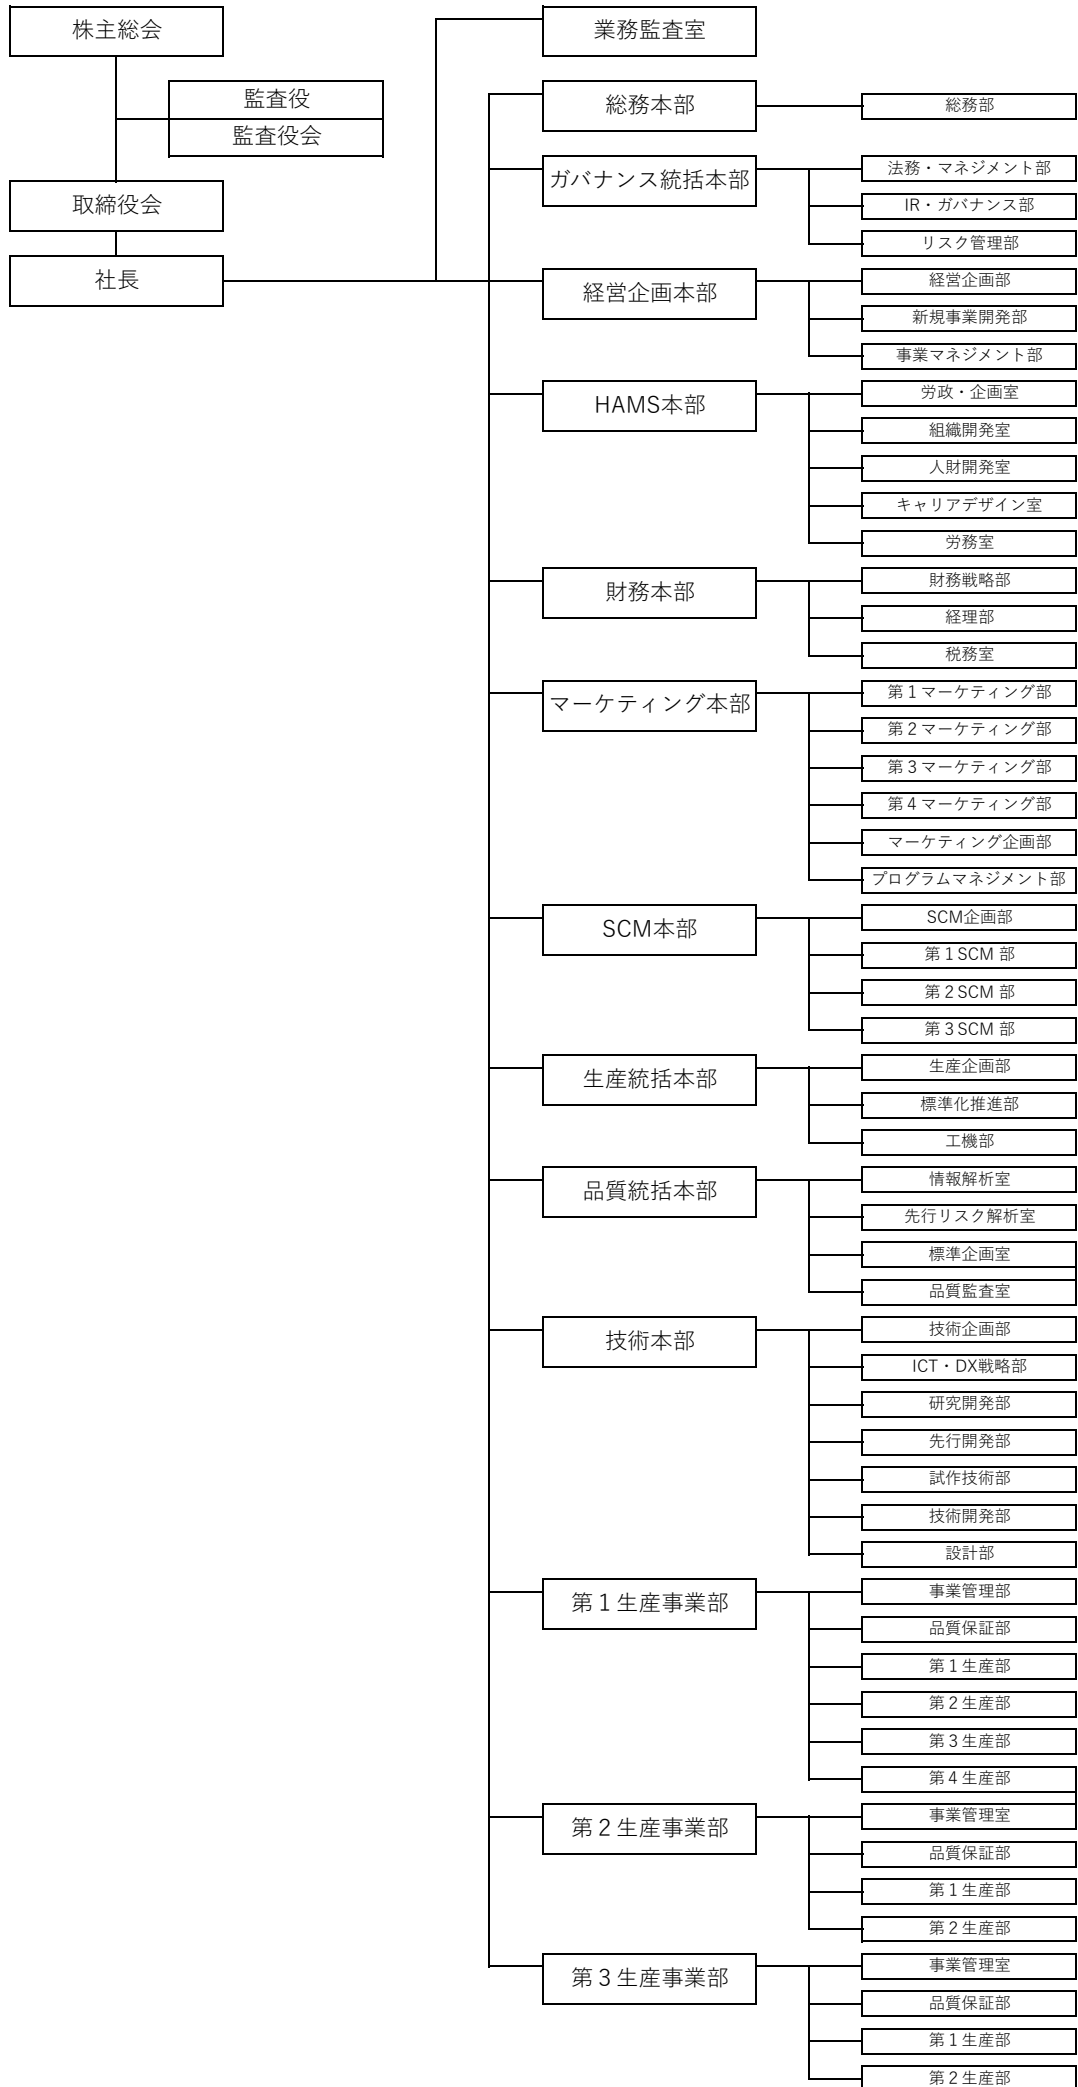 株主総会
監査役
監査役会
取締役会
社長
業務監査室
総務本部
総務部
ガバナンス統括本部
法務・マネジメント部
IR・ガバナンス部
リスク管理部
経営企画本部
経営企画部
新規事業開発部
事業マネジメント部
HAMS本部
労政・企画室
組織開発室
人財開発室
キャリアデザイン室
労務室
財務本部
財務戦略部
経理部
税務室
マーケティング本部
第1マーケティング部
第2マーケティング部
第3マーケティング部
第4マーケティング部
マーケティング企画部
プログラムマネジメント部
SCM本部
SCM企画部
第1SCM 部
第2SCM 部
第3SCM 部
生産統括本部
生産企画部
標準化推進部
工機部
品質統括本部
情報解析室
先行リスク解析室
標準企画室
品質監査室
技術本部
技術企画部
ICT・DX戦略部
研究開発部
先行開発部
試作技術部
技術開発部
設計部
第1生産事業部
事業管理部
品質保証部
第1生産部
第2生産部
第3生産部
第4生産部
第2生産事業部
事業管理室
品質保証部
第1生産部
第2生産部
第3生産事業部
事業管理室
品質保証部
第1生産部
第2生産部